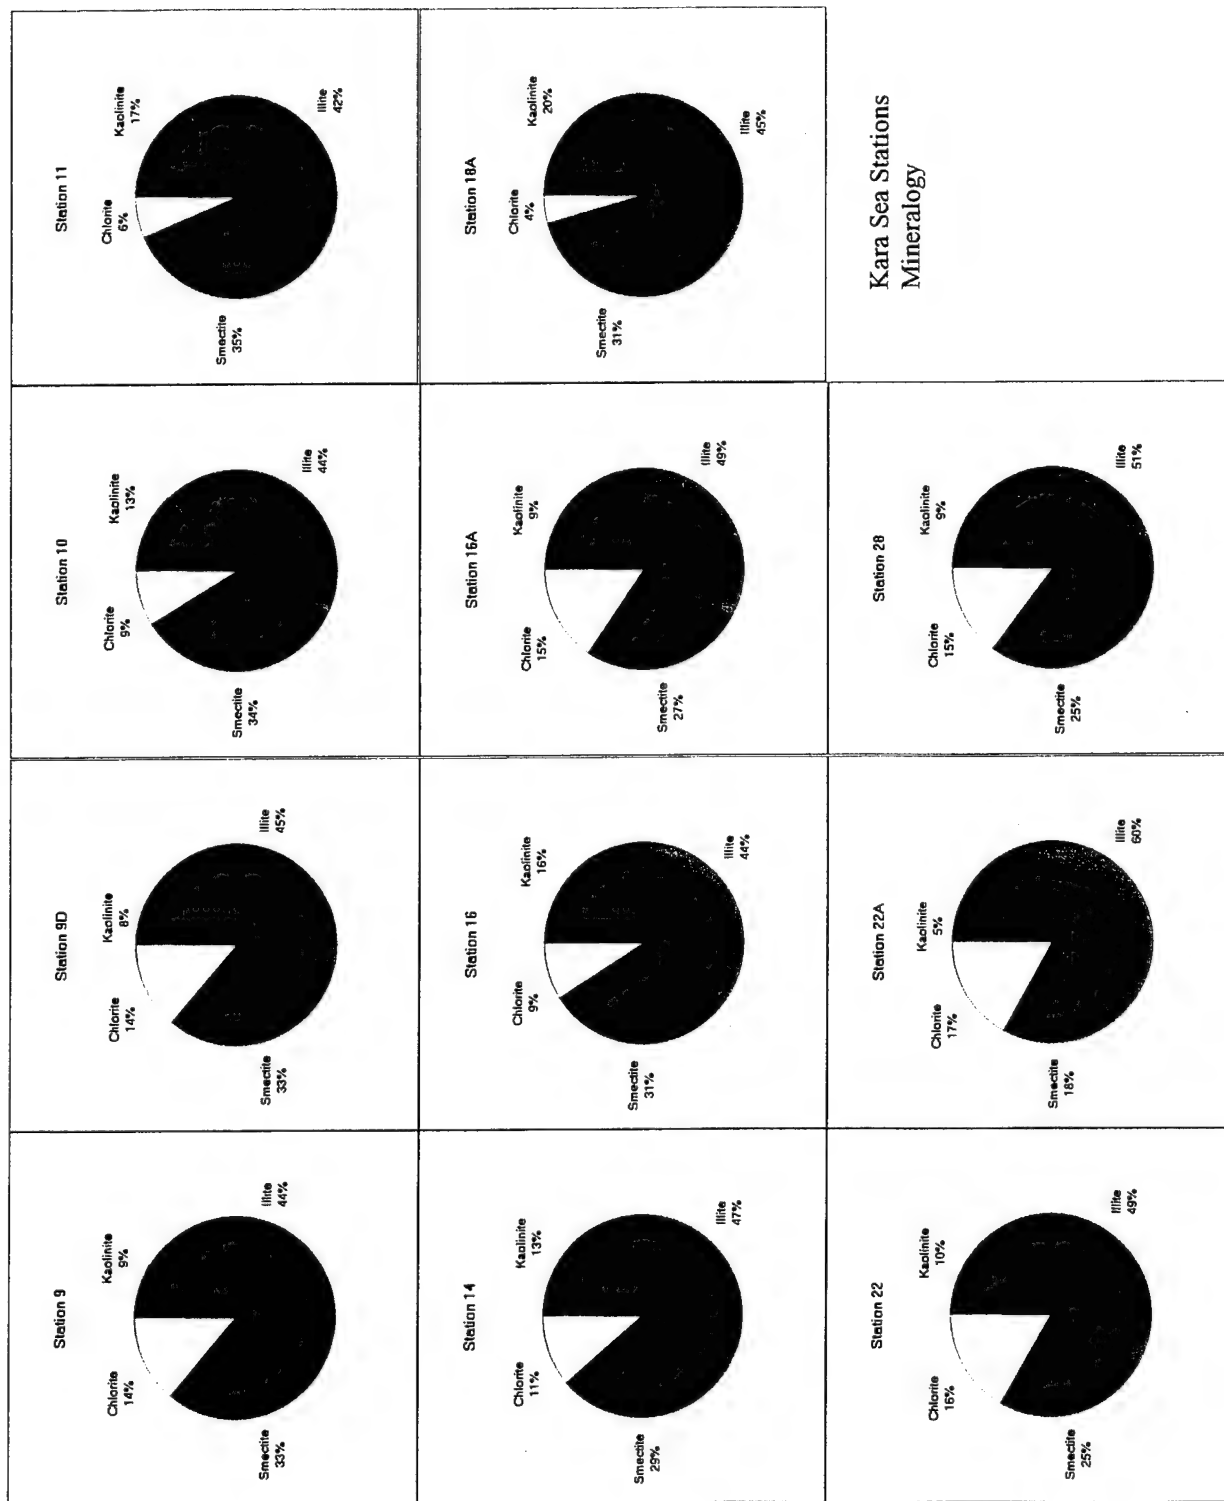 Station 9
Chlorite
14%
Kaolinite
9%
Smectite
33%
Illite
44%
Station 9D
Chlorite
14%
Kaolinite
8%
Smectite
33%
Illite
45%
Station 10
Chlorite
9%
Kaolinite
13%
Smectite
34%
Illite
44%
Station 11
Chlorite
6%
Kaolinite
17%
Smectite
35%
Illite
42%
Station 14
Chlorite
11%
Kaolinite
13%
Smectite
29%
Illite
47%
Station 16
Chlorite
9%
Kaolinite
16%
Smectite
31%
Illite
44%
Station 16A
Chlorite
15%
Kaolinite
9%
Smectite
27%
Illite
49%
Station 18A
Chlorite
4%
Kaolinite
20%
Smectite
31%
Illite
45%
Station 22
Chlorite
16%
Kaolinite
10%
Smectite
25%
Illite
49%
Station 22A
Chlorite
17%
Kaolinite
5%
Smectite
18%
Illite
60%
Station 28
Chlorite
15%
Kaolinite
9%
Smectite
25%
Illite
51%
Kara Sea Stations
Mineralogy